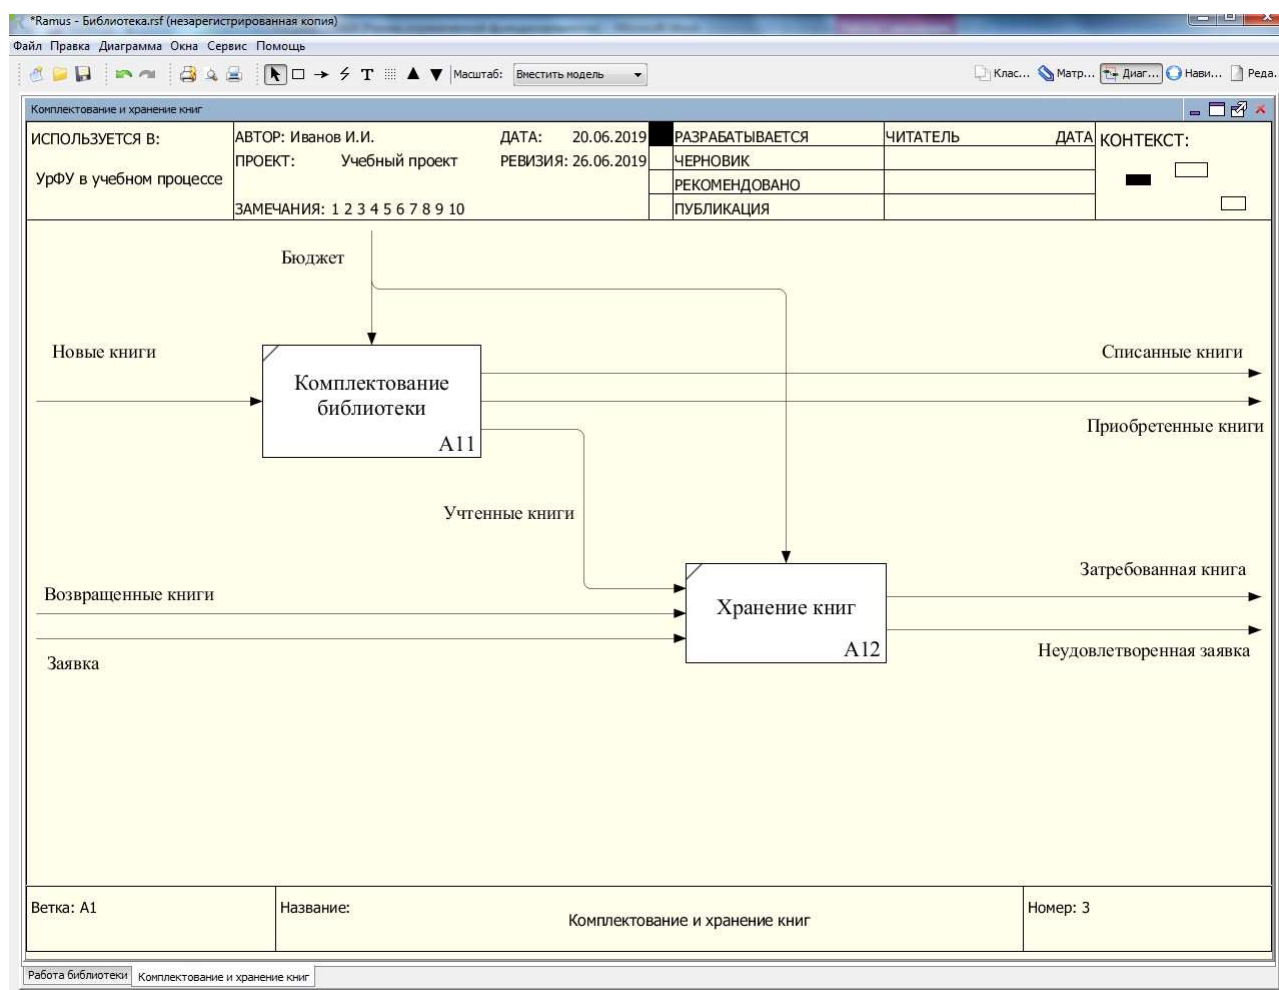 *Ramus - Библиотека.rsf (незарегистрирована копия)
Файл Правка Диаграмма Окна Сервис Помощь
Масштаб: Вместить модель Клас... Матр... Диаг... Нави... Реда.
Комплектование и хранение книг
ИСПОЛЬЗУЕТСЯ В: АВТОР: Иванов И.И. ДАТА: 20.06.2019 РАЗРАБАТЫВАЕТСЯ ЧИТАТЕЛЬ ДАТА КОНТЕКСТ:
ПРОЕКТ: Учебный проект РЕВИЗИЯ: 26.06.2019 ЧЕРНОВИК
УрФУ в учебном процессе РЕКОМЕНДОВАНО
ЗАМЕЧАНИЯ: 1 2 3 4 5 6 7 8 9 10 ПУБЛИКАЦИЯ
Бюджет
Новые книги
Списанные книги
Комплектование
библиотеки
A11
Приобретенные книги
Учтенные книги
Затребованная книга
Возвращенные книги
Хранение книг
A12
Неудовлетворенная заявка
Заявка
Ветка: A1 Название: Номер: 3
Комплектование и хранение книг
Работа библиотеки Комплектование и хранение книг